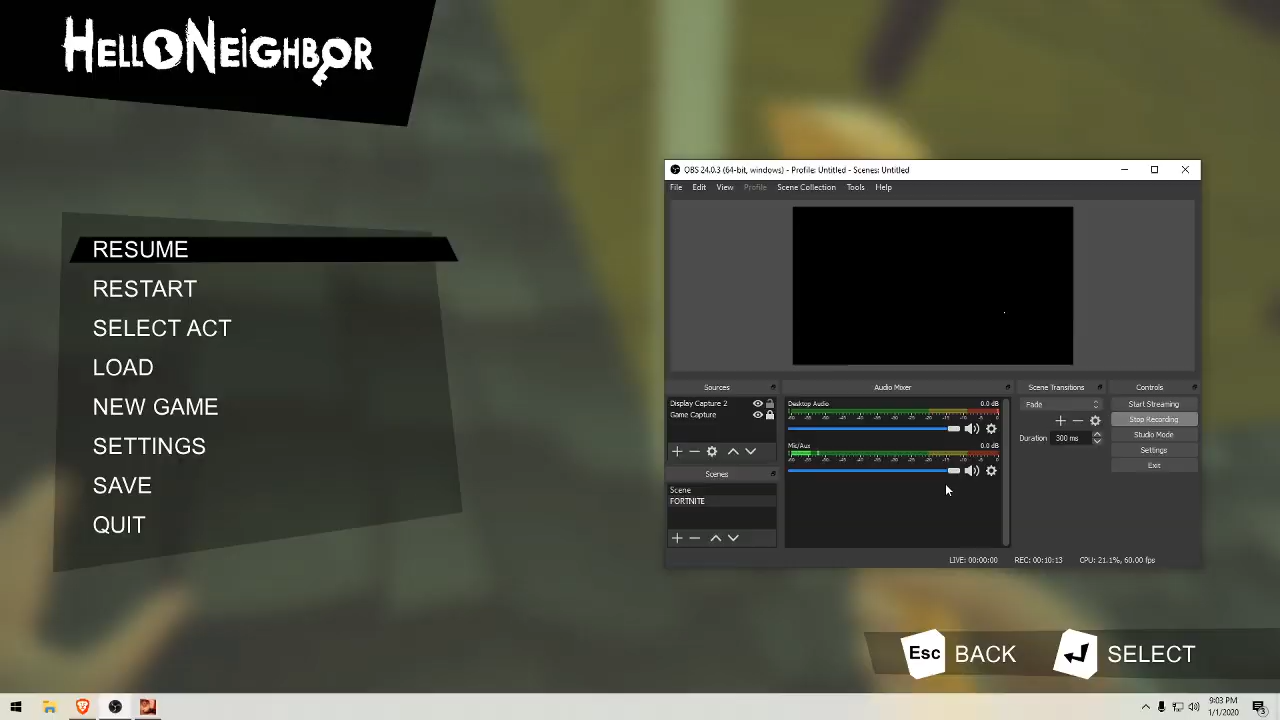 HELLO NEIGHBOR
RESUME
RESTART
SELECT ACT
LOAD
NEW GAME
SETTINGS
SAVE
QUIT
OBS 24.0.3 (64-bit, windows) - Profile: Untitled - Scenes: Untitled
File Edit View Profile Scene Collection Tools Help
Sources
Display Capture 2
Game Capture
Scenes
Scene
FORTNITE
Audio Mixer
Desktop Audio 0.0 dB
Mic/Aux 0.0 dB
Scene Transitions
Fade
Duration 300 ms
Controls
Start Streaming
Stop Recording
Studio Mode
Settings
Exit
LIVE: 00:00:00 REC: 00:10:13 CPU: 21.1%, 60.00 fps
Esc BACK SELECT
9:03 PM
1/1/2020